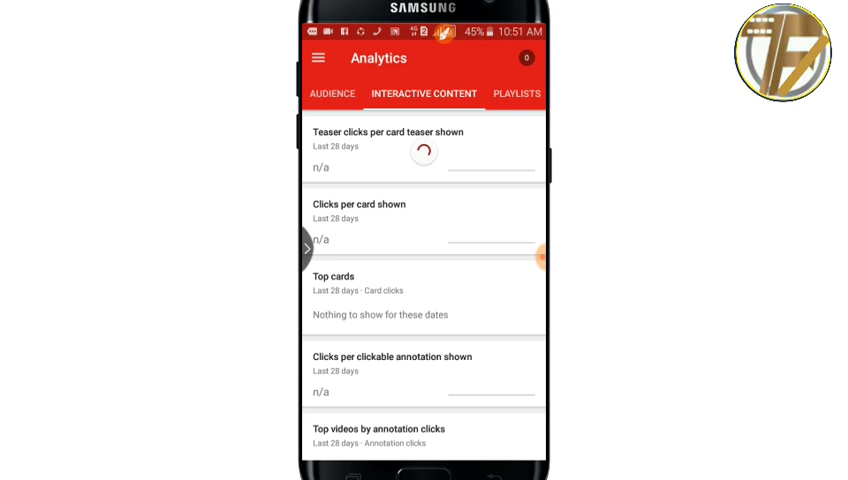 SAMSUNG
45% 10:51 AM
Analytics
0
AUDIENCE INTERACTIVE CONTENT PLAYLISTS
Teaser clicks per card teaser shown
Last 28 days
n/a
Clicks per card shown
Last 28 days
n/a
Top cards
Last 28 days · Card clicks
Nothing to show for these dates
Clicks per clickable annotation shown
Last 28 days
n/a
Top videos by annotation clicks
Last 28 days · Annotation clicks